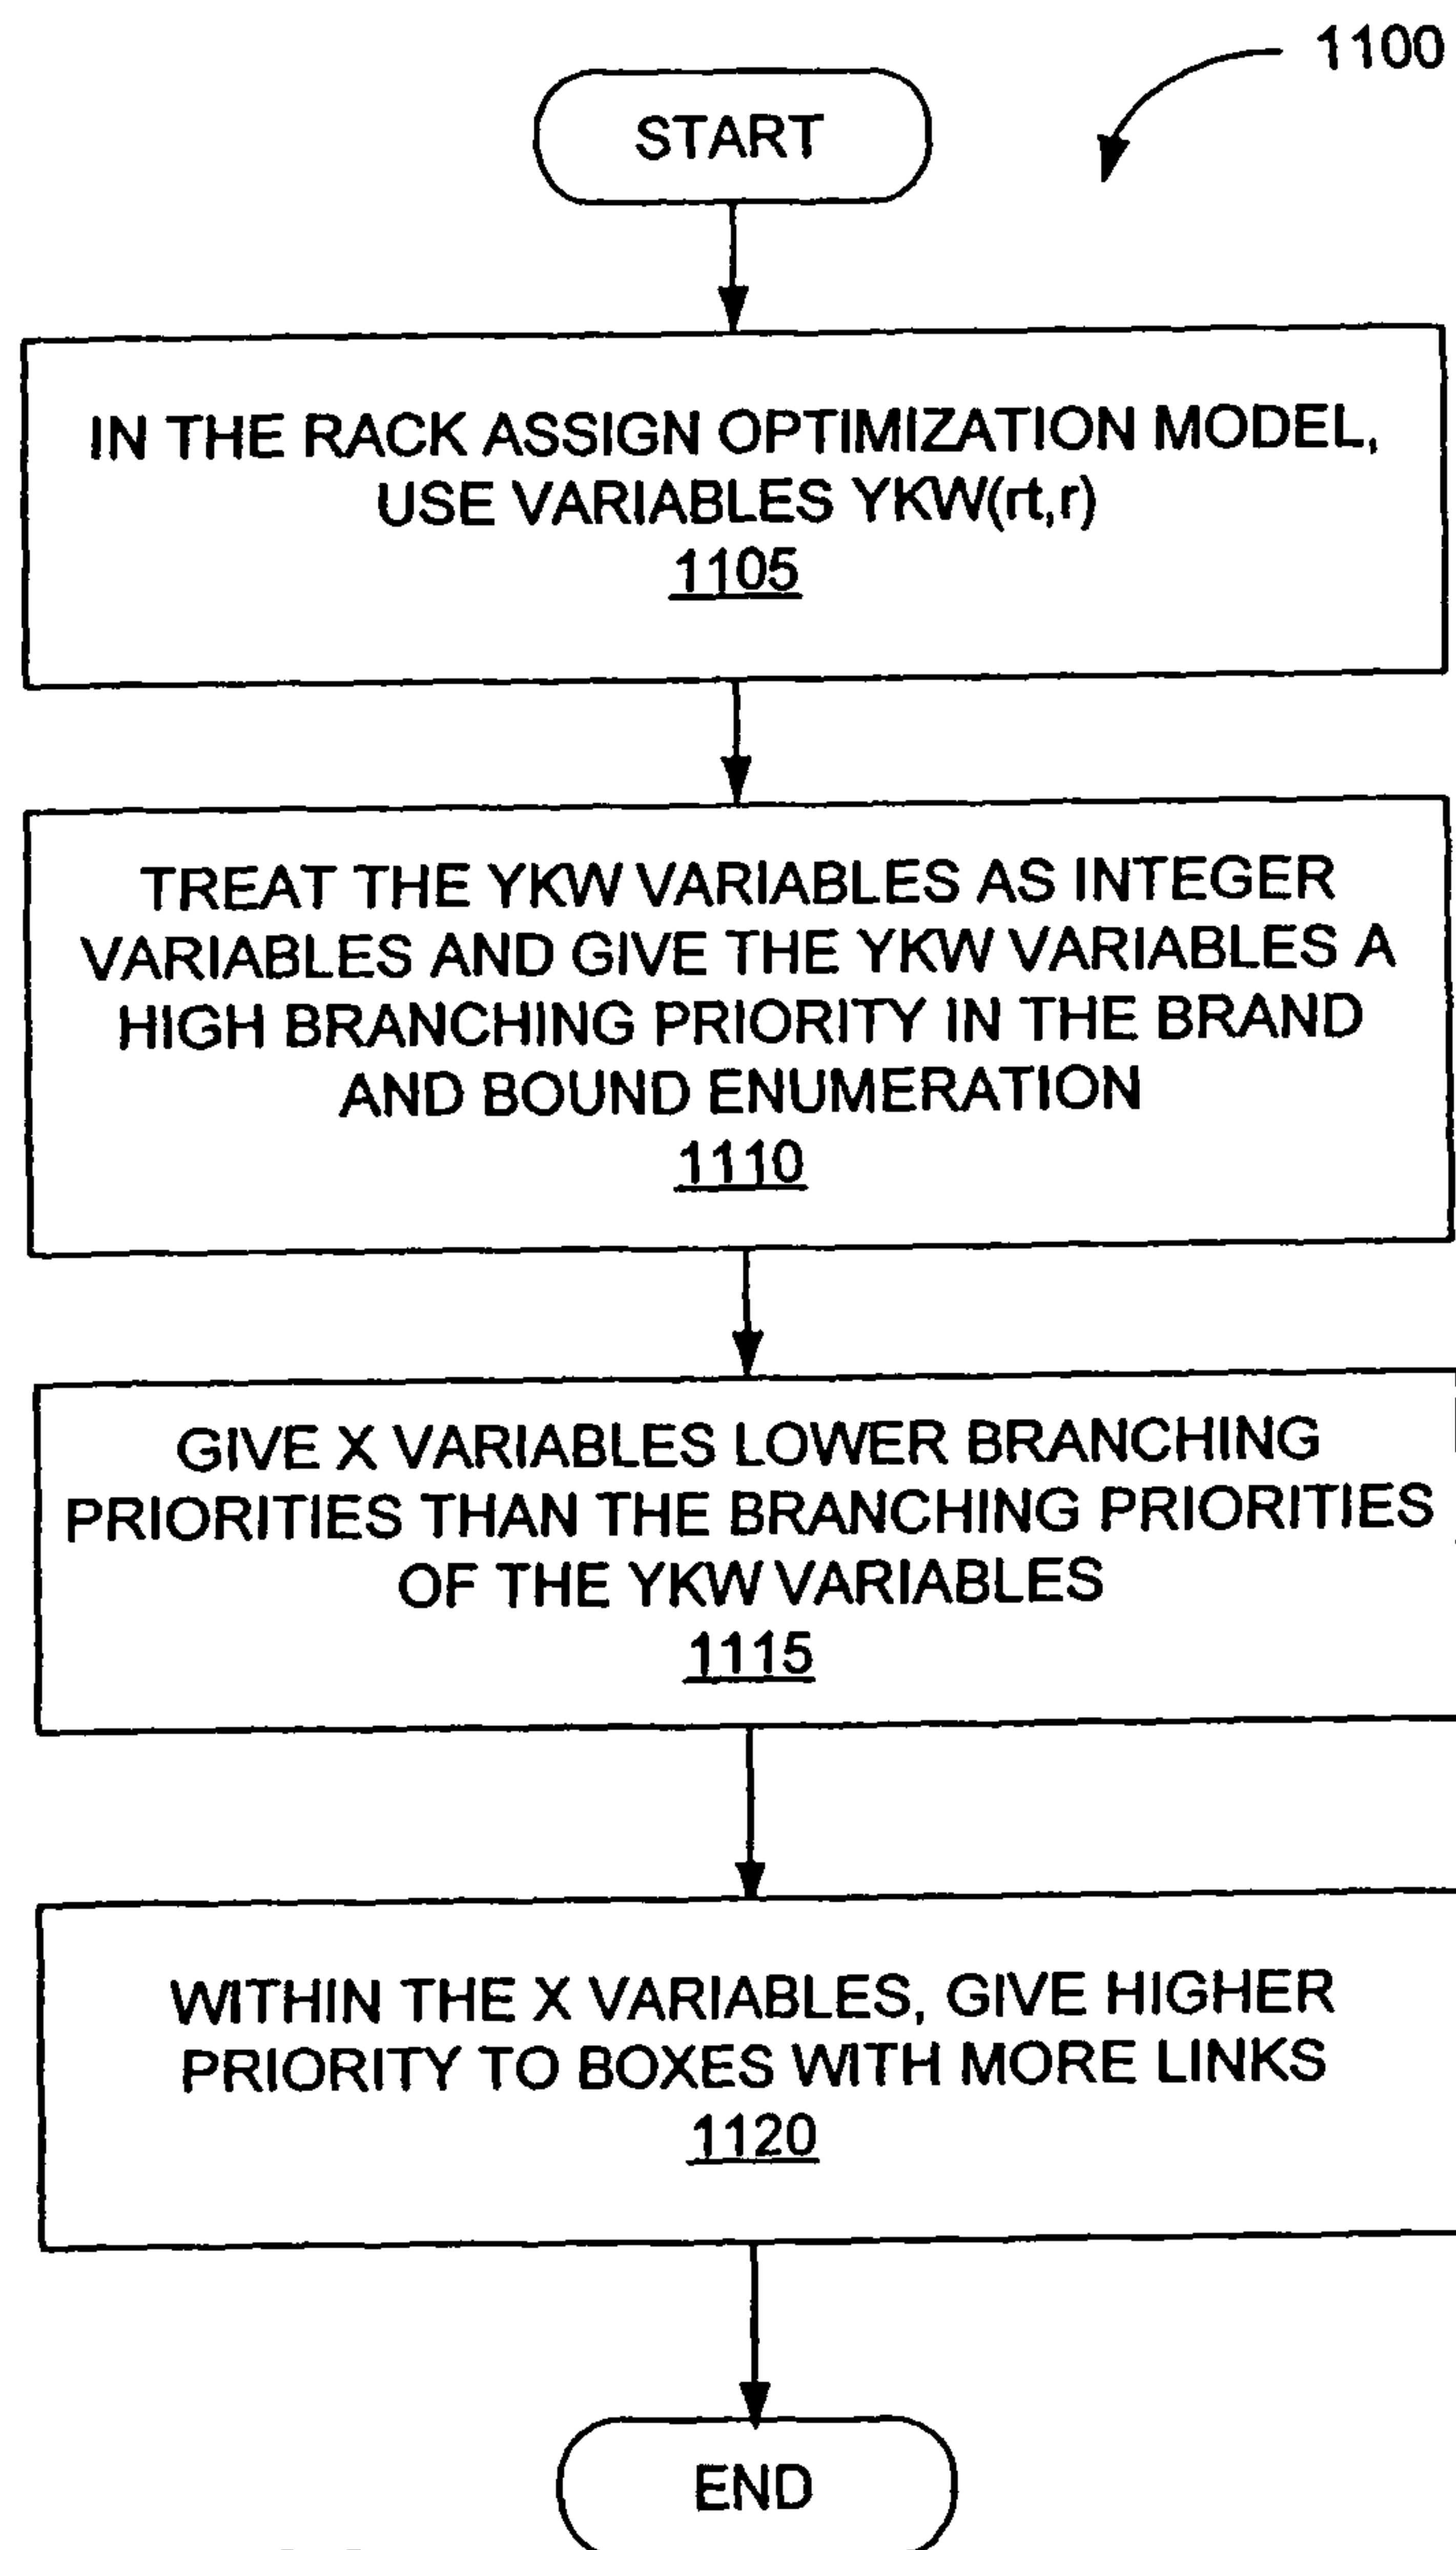 1100
START
IN THE RACK ASSIGN OPTIMIZATION MODEL,
USE VARIABLES YKW(rt,r)
1105
TREAT THE YKW VARIABLES AS INTEGER
VARIABLES AND GIVE THE YKW VARIABLES A
HIGH BRANCHING PRIORITY IN THE BRAND
AND BOUND ENUMERATION
1110
GIVE X VARIABLES LOWER BRANCHING
PRIORITIES THAN THE BRANCHING PRIORITIES
OF THE YKW VARIABLES
1115
WITHIN THE X VARIABLES, GIVE HIGHER
PRIORITY TO BOXES WITH MORE LINKS
1120
END